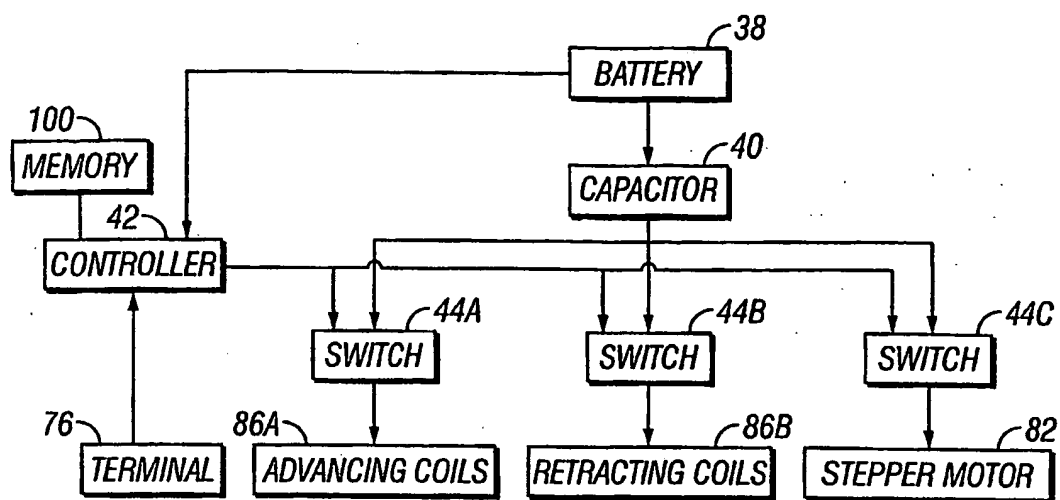 38
BATTERY
100
MEMORY
40
CAPACITOR
42
CONTROLLER
44A
SWITCH
44B
SWITCH
44C
SWITCH
76
TERMINAL
86A
ADVANCING COILS
86B
RETRACTING COILS
82
STEPPER MOTOR